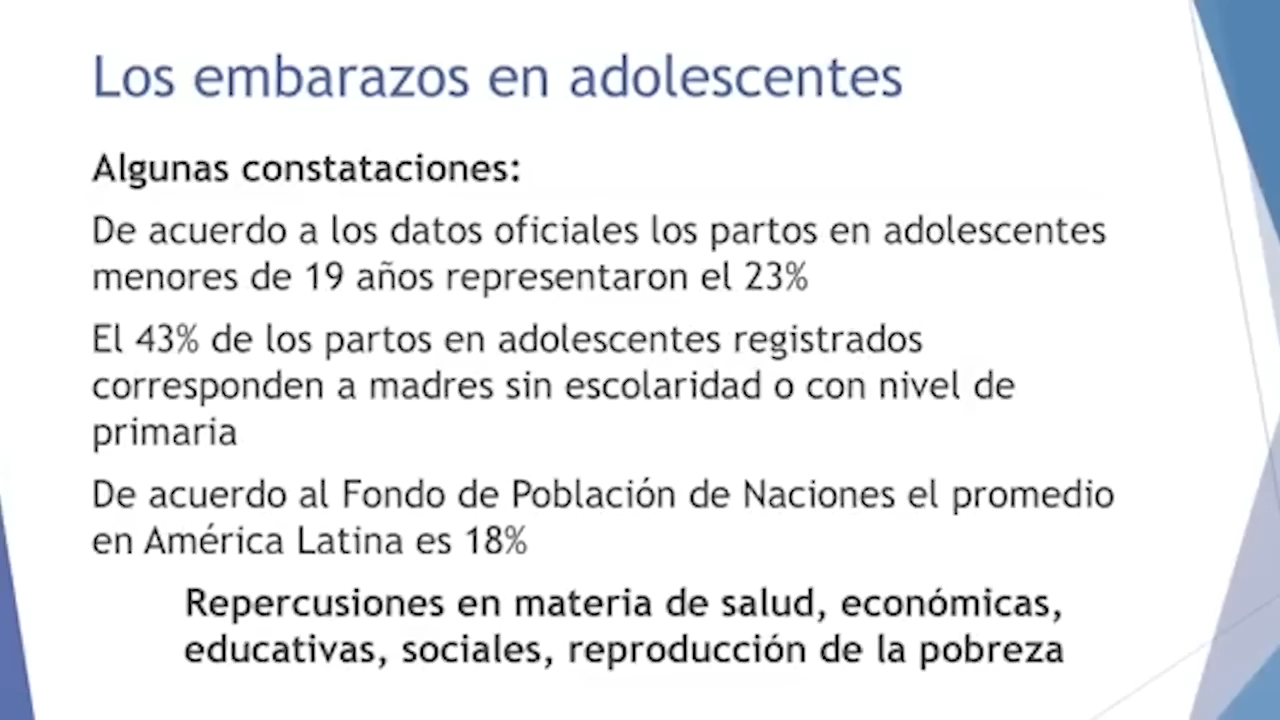 Los embarazos en adolescentes
Algunas constataciones:
De acuerdo a los datos oficiales los partos en adolescentes
menores de 19 años representaron el 23%
El 43% de los partos en adolescentes registrados
corresponden a madres sin escolaridad o con nivel de
primaria
De acuerdo al Fondo de Población de Naciones el promedio
en América Latina es 18%
Repercusiones en materia de salud, económicas,
educativas, sociales, reproducción de la pobreza